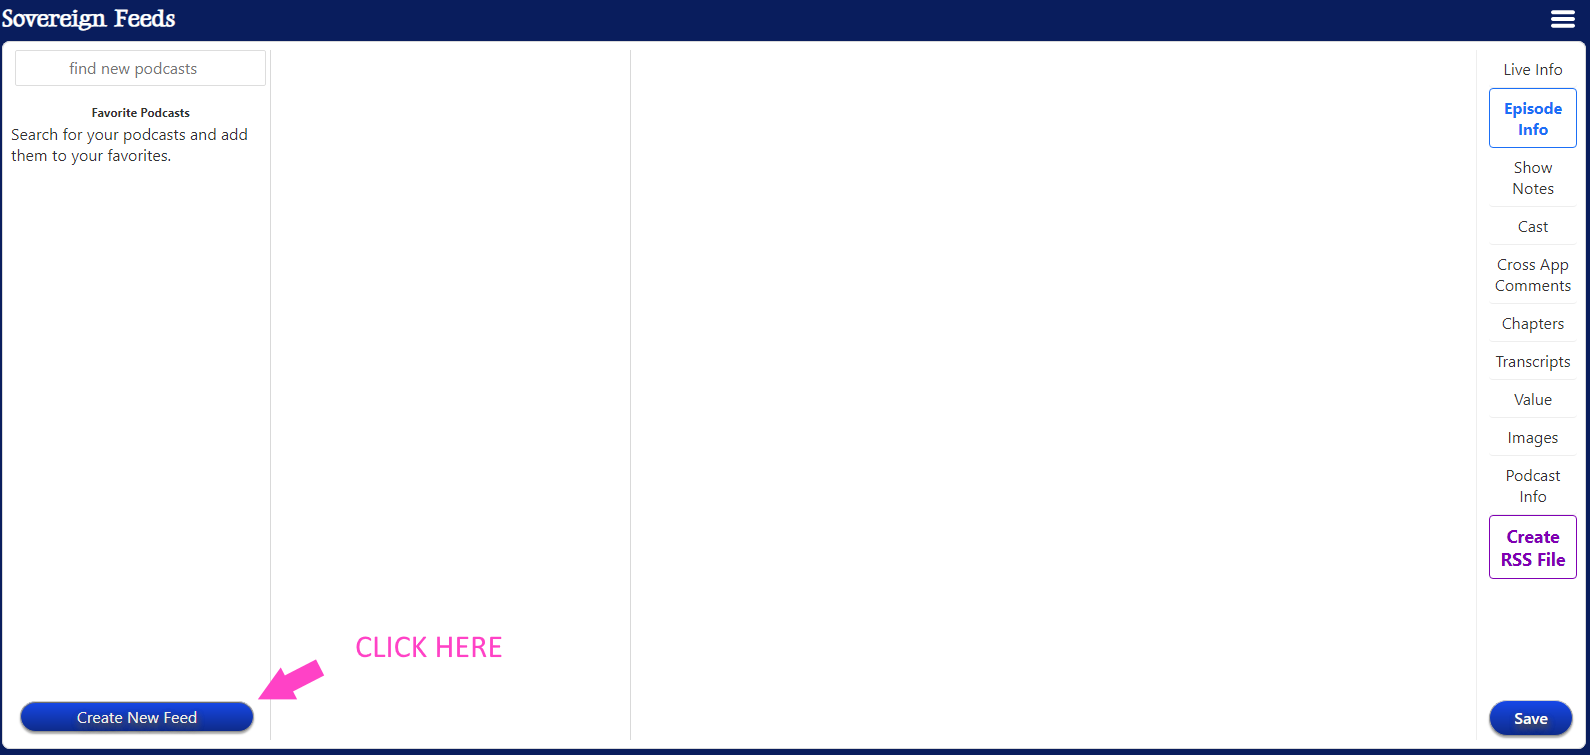 Sovereign Feeds
find new podcasts
Favorite Podcasts
Search for your podcasts and add
them to your favorites.
CLICK HERE
Create New Feed
Live Info
Episode
Info
Show
Notes
Cast
Cross App
Comments
Chapters
Transcripts
Value
Images
Podcast
Info
Create
RSS File
Save